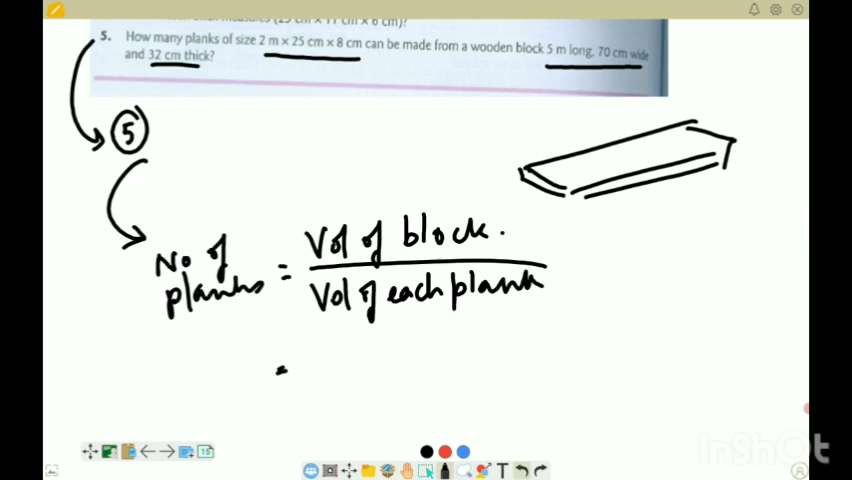 5. How many planks of size 2 m × 25 cm × 8 cm can be made from a wooden block 5 m long, 70 cm wide
and 32 cm thick?
5
No of planks = Vol of block.
Vol of each plank
=
15
T
InShOt